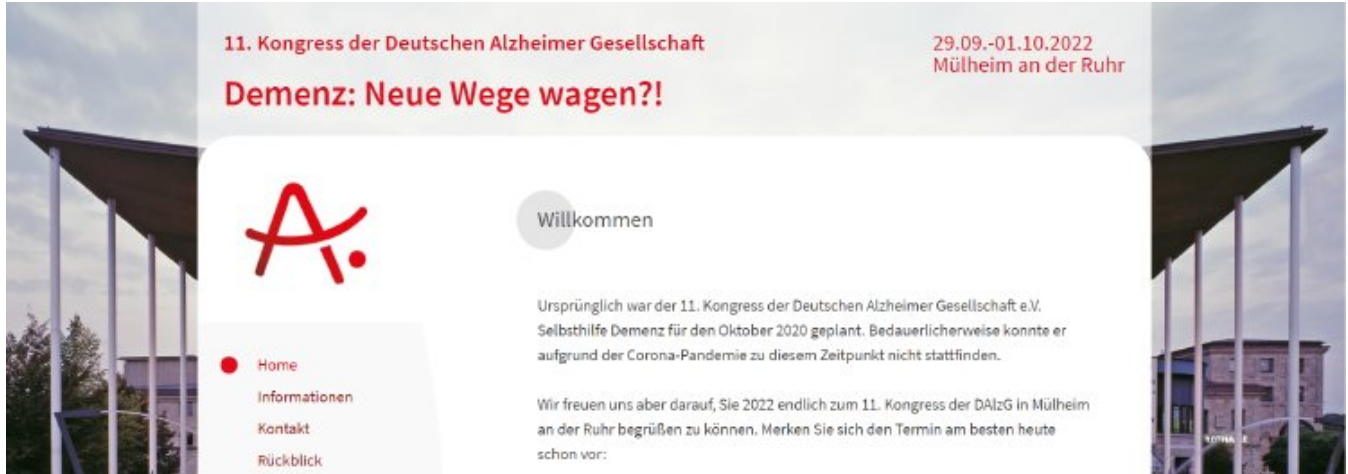 11. Kongress der Deutschen Alzheimer Gesellschaft
29.09.-01.10.2022
Mülheim an der Ruhr
Demenz: Neue Wege wagen?!
A.
Willkommen
Ursprünglich war der 11. Kongress der Deutschen Alzheimer Gesellschaft e.V.
Selbsthilfe Demenz für den Oktober 2020 geplant. Bedauerlicherweise konnte er
aufgrund der Corona-Pandemie zu diesem Zeitpunkt nicht stattfinden.
Home
Informationen
Kontakt
Rückblick
Wir freuen uns aber darauf, Sie 2022 endlich zum 11. Kongress der DAlzG in Mülheim
an der Ruhr begrüßen zu können. Merken Sie sich den Termin am besten heute
schon vor: